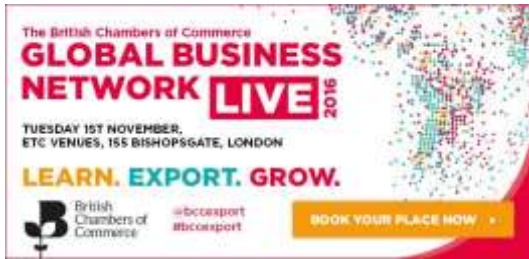 The British Chambers of Commerce
GLOBAL BUSINESS
NETWORK LIVE 2016
TUESDAY 1ST NOVEMBER,
ETC VENUES, 155 BISHOPSGATE, LONDON
LEARN. EXPORT. GROW.
British
Chambers of
Commerce
@bccexport
#bccexport
BOOK YOUR PLACE NOW